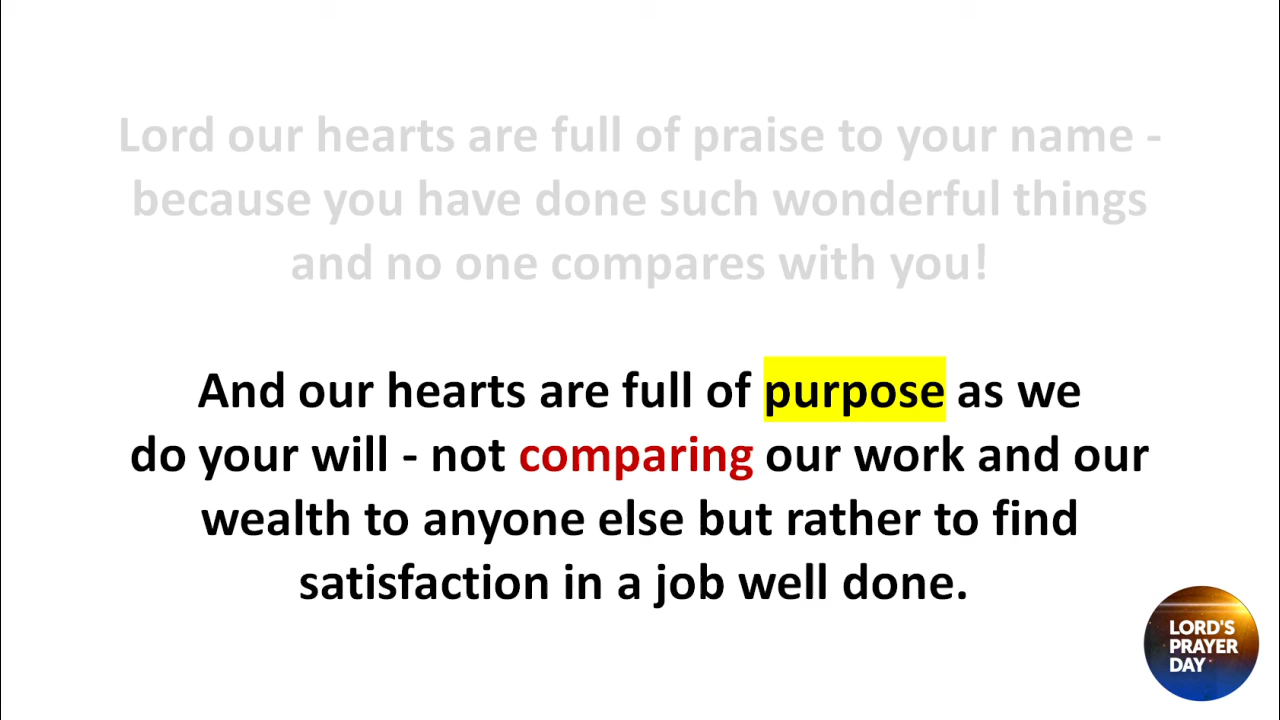 Lord our hearts are full of praise to your name -
because you have done such wonderful things
and no one compares with you!
And our hearts are full of purpose as we
do your will - not comparing our work and our
wealth to anyone else but rather to find
satisfaction in a job well done.
LORD'S
PRAYER
DAY